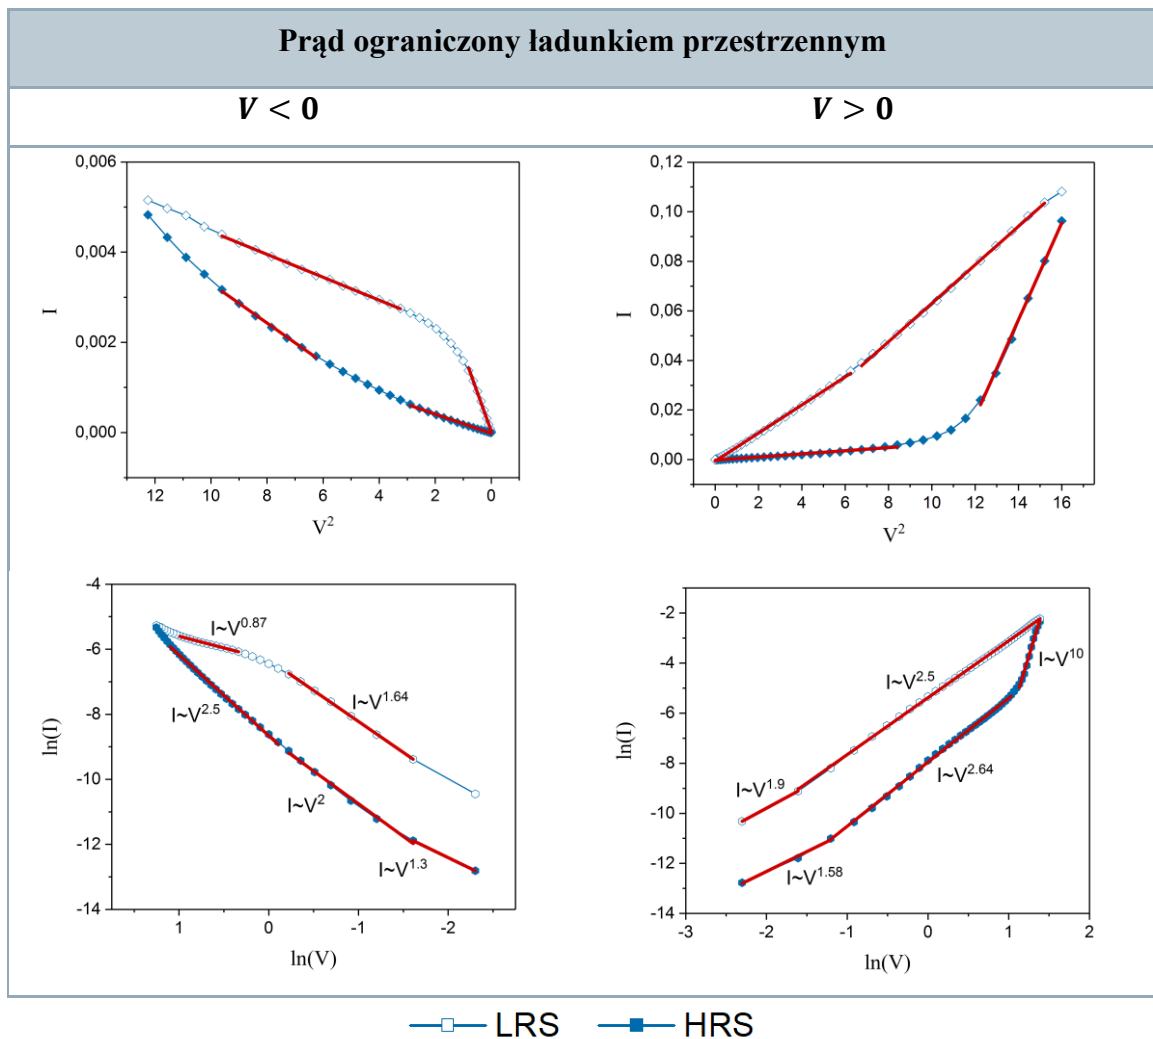 Prąd ograniczony ładunkiem przestrzennym
V < 0
V > 0
0,006
0,004
0,002
0,000
I
12 10 8 6 4 2 0
V²
0,12
0,10
0,08
0,06
0,04
0,02
0,00
I
0 2 4 6 8 10 12 14 16
V²
-4
-6
-8
-10
-12
-14
ln(I)
I~V^0.87
I~V^1.64
I~V^2.5
I~V^2
I~V^1.3
1 0 -1 -2
ln(V)
-2
-4
-6
-8
-10
-12
-14
ln(I)
I~V^10
I~V^2.5
I~V^2.64
I~V^1.9
I~V^1.58
-3 -2 -1 0 1 2
ln(V)
LRS HRS